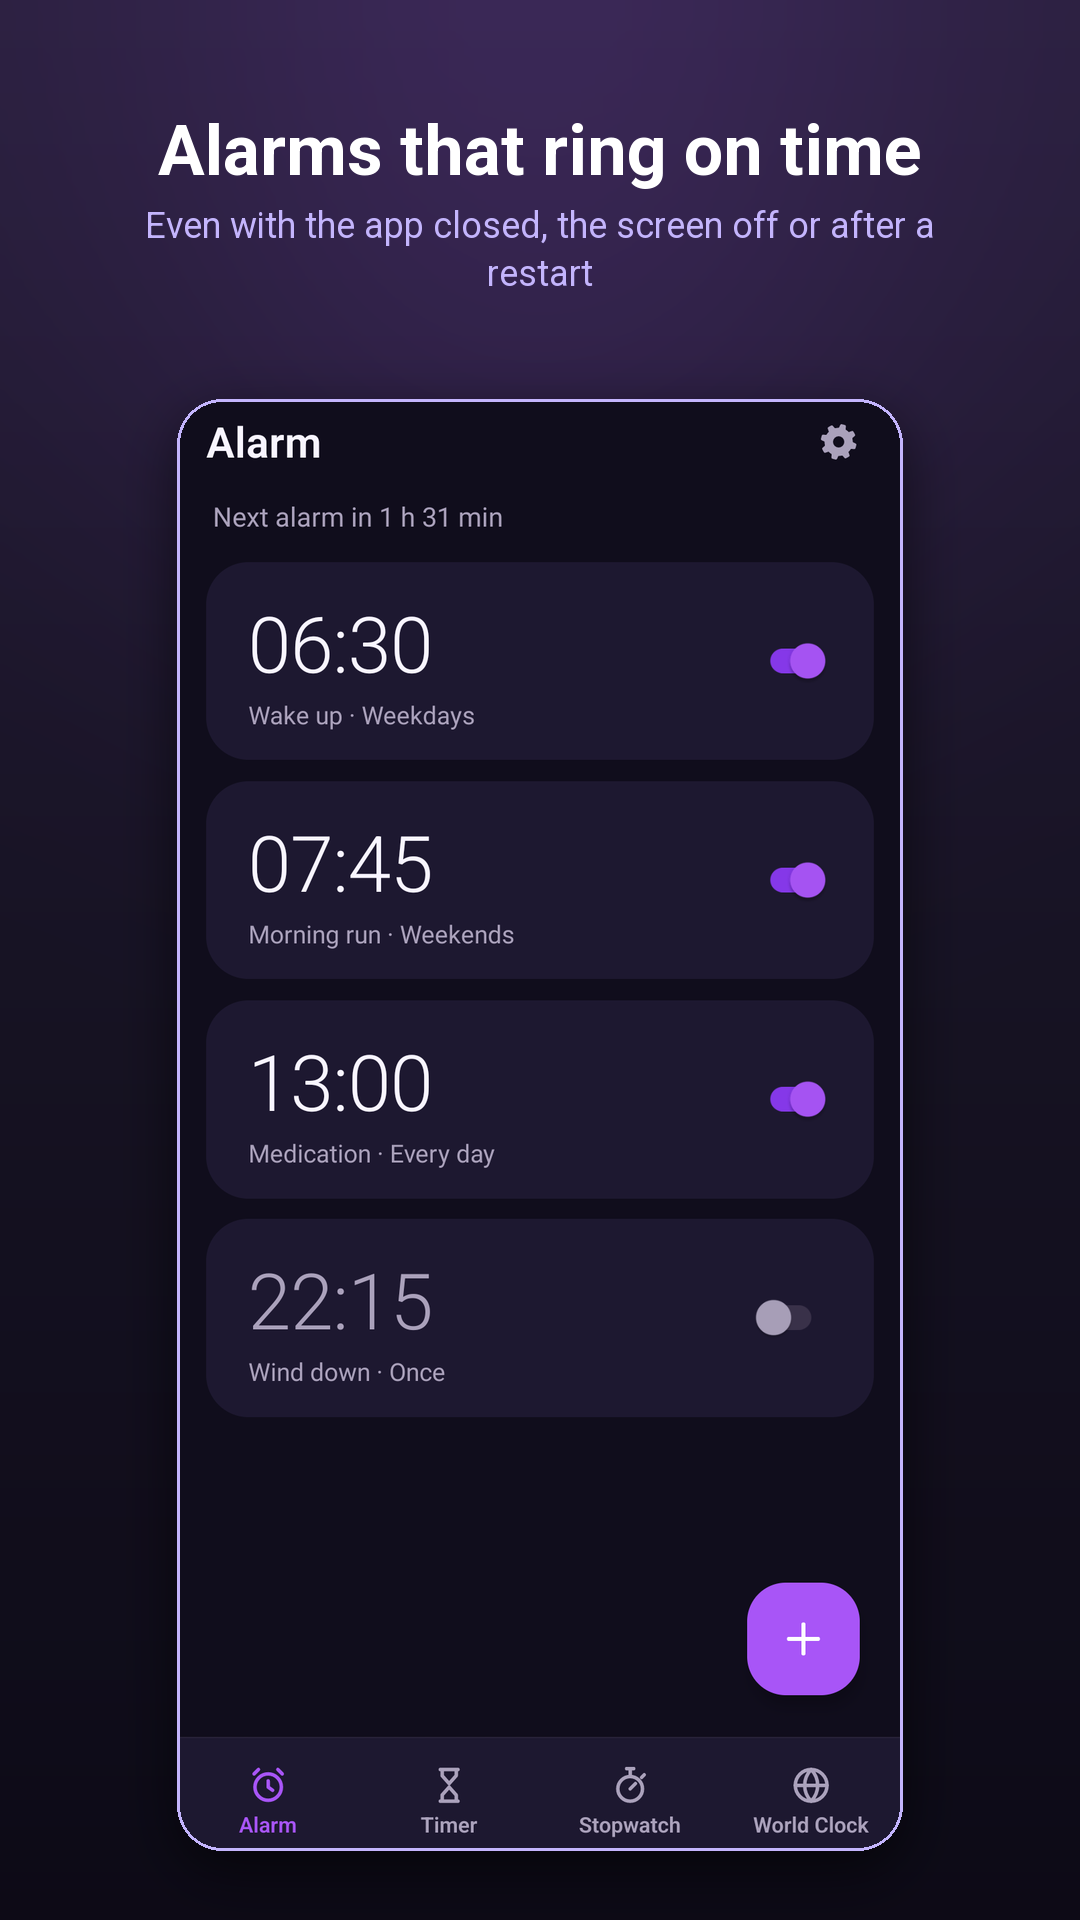 Alarms that ring on time
Even with the app closed, the screen off or after a
restart
Alarm
Next alarm in 1 h 31 min
06:30
Wake up · Weekdays
07:45
Morning run · Weekends
13:00
Medication · Every day
22:15
Wind down · Once
Alarm
Timer
Stopwatch
World Clock